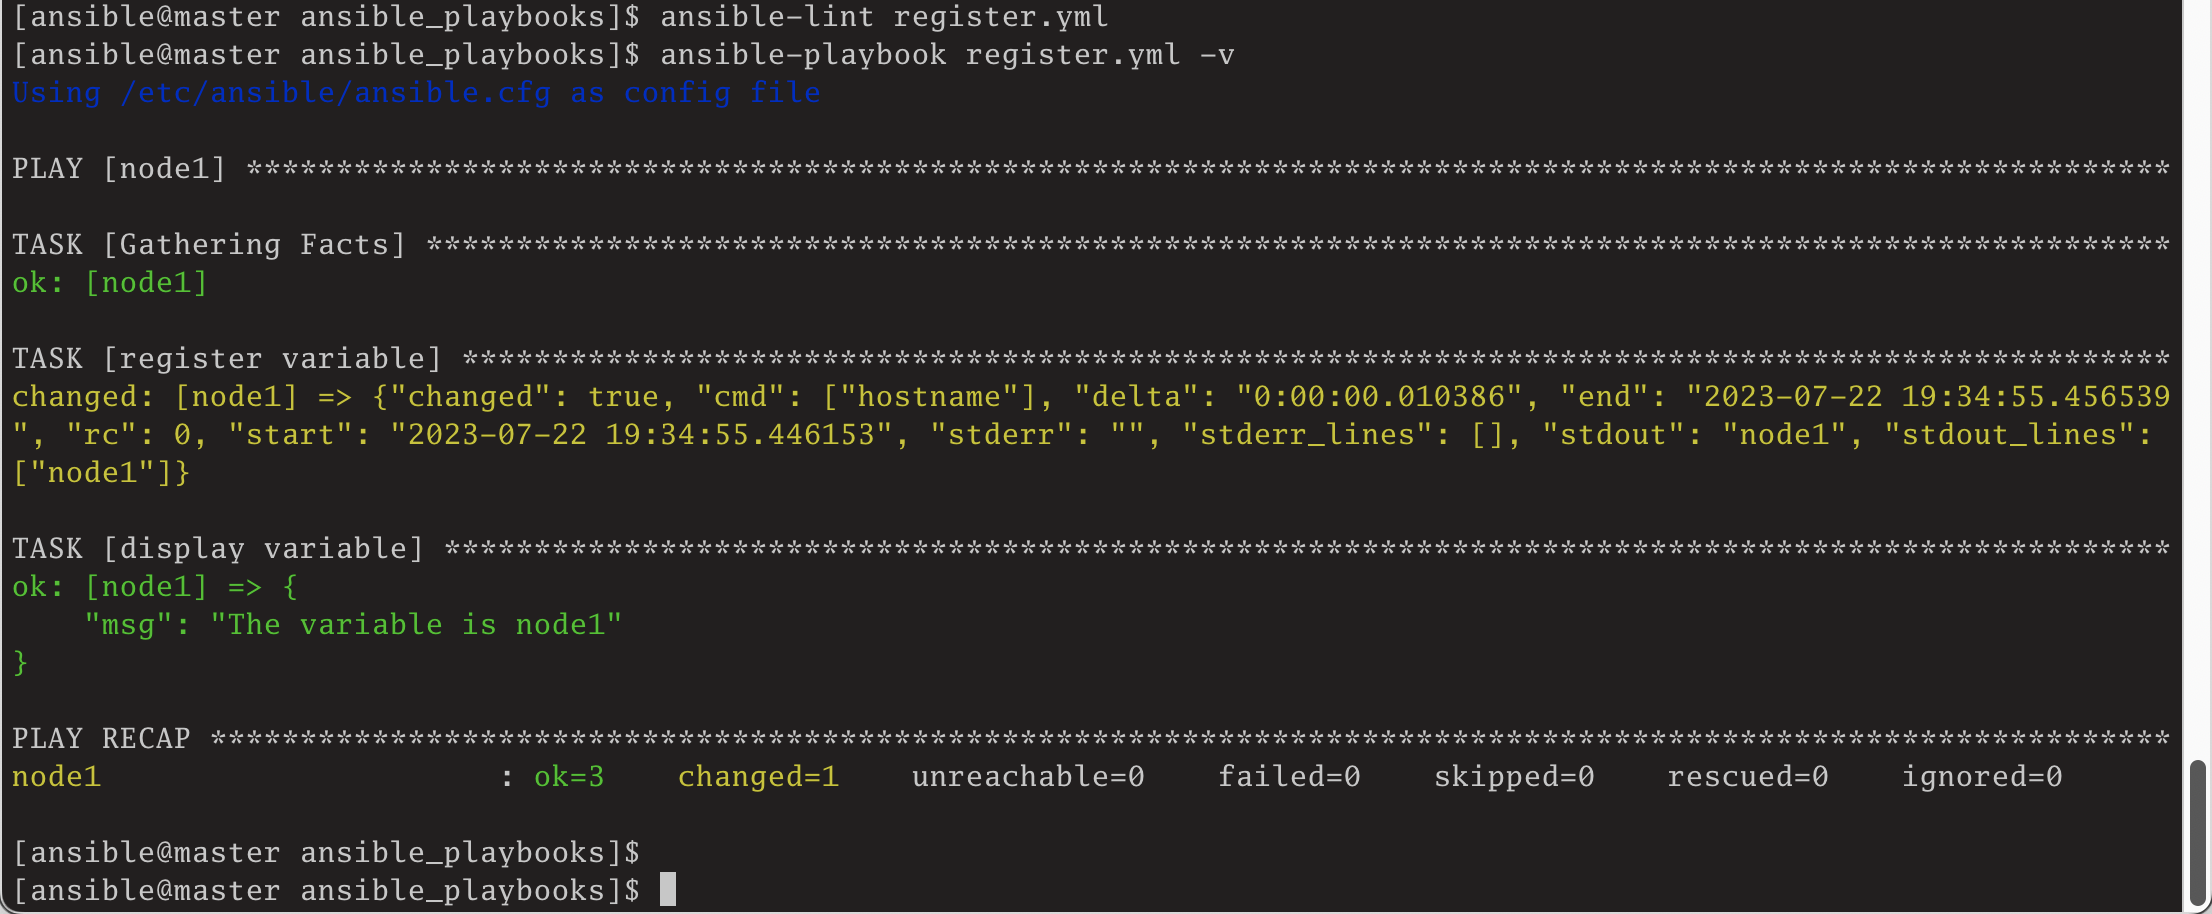 [ansible@master ansible_playbooks]$ ansible-lint register.yml
[ansible@master ansible_playbooks]$ ansible-playbook register.yml -v
Using /etc/ansible/ansible.cfg as config file
PLAY [node1] ***********************************************************************************************************
TASK [Gathering Facts] *************************************************************************************************
ok: [node1]
TASK [register variable] ***********************************************************************************************
changed: [node1] => {"changed": true, "cmd": ["hostname"], "delta": "0:00:00.010386", "end": "2023-07-22 19:34:55.456539
", "rc": 0, "start": "2023-07-22 19:34:55.446153", "stderr": "", "stderr_lines": [], "stdout": "node1", "stdout_lines":
["node1"]}
TASK [display variable] ************************************************************************************************
ok: [node1] => {
    "msg": "The variable is node1"
}
PLAY RECAP *************************************************************************************************************
node1                      : ok=3    changed=1    unreachable=0    failed=0    skipped=0    rescued=0    ignored=0
[ansible@master ansible_playbooks]$
[ansible@master ansible_playbooks]$